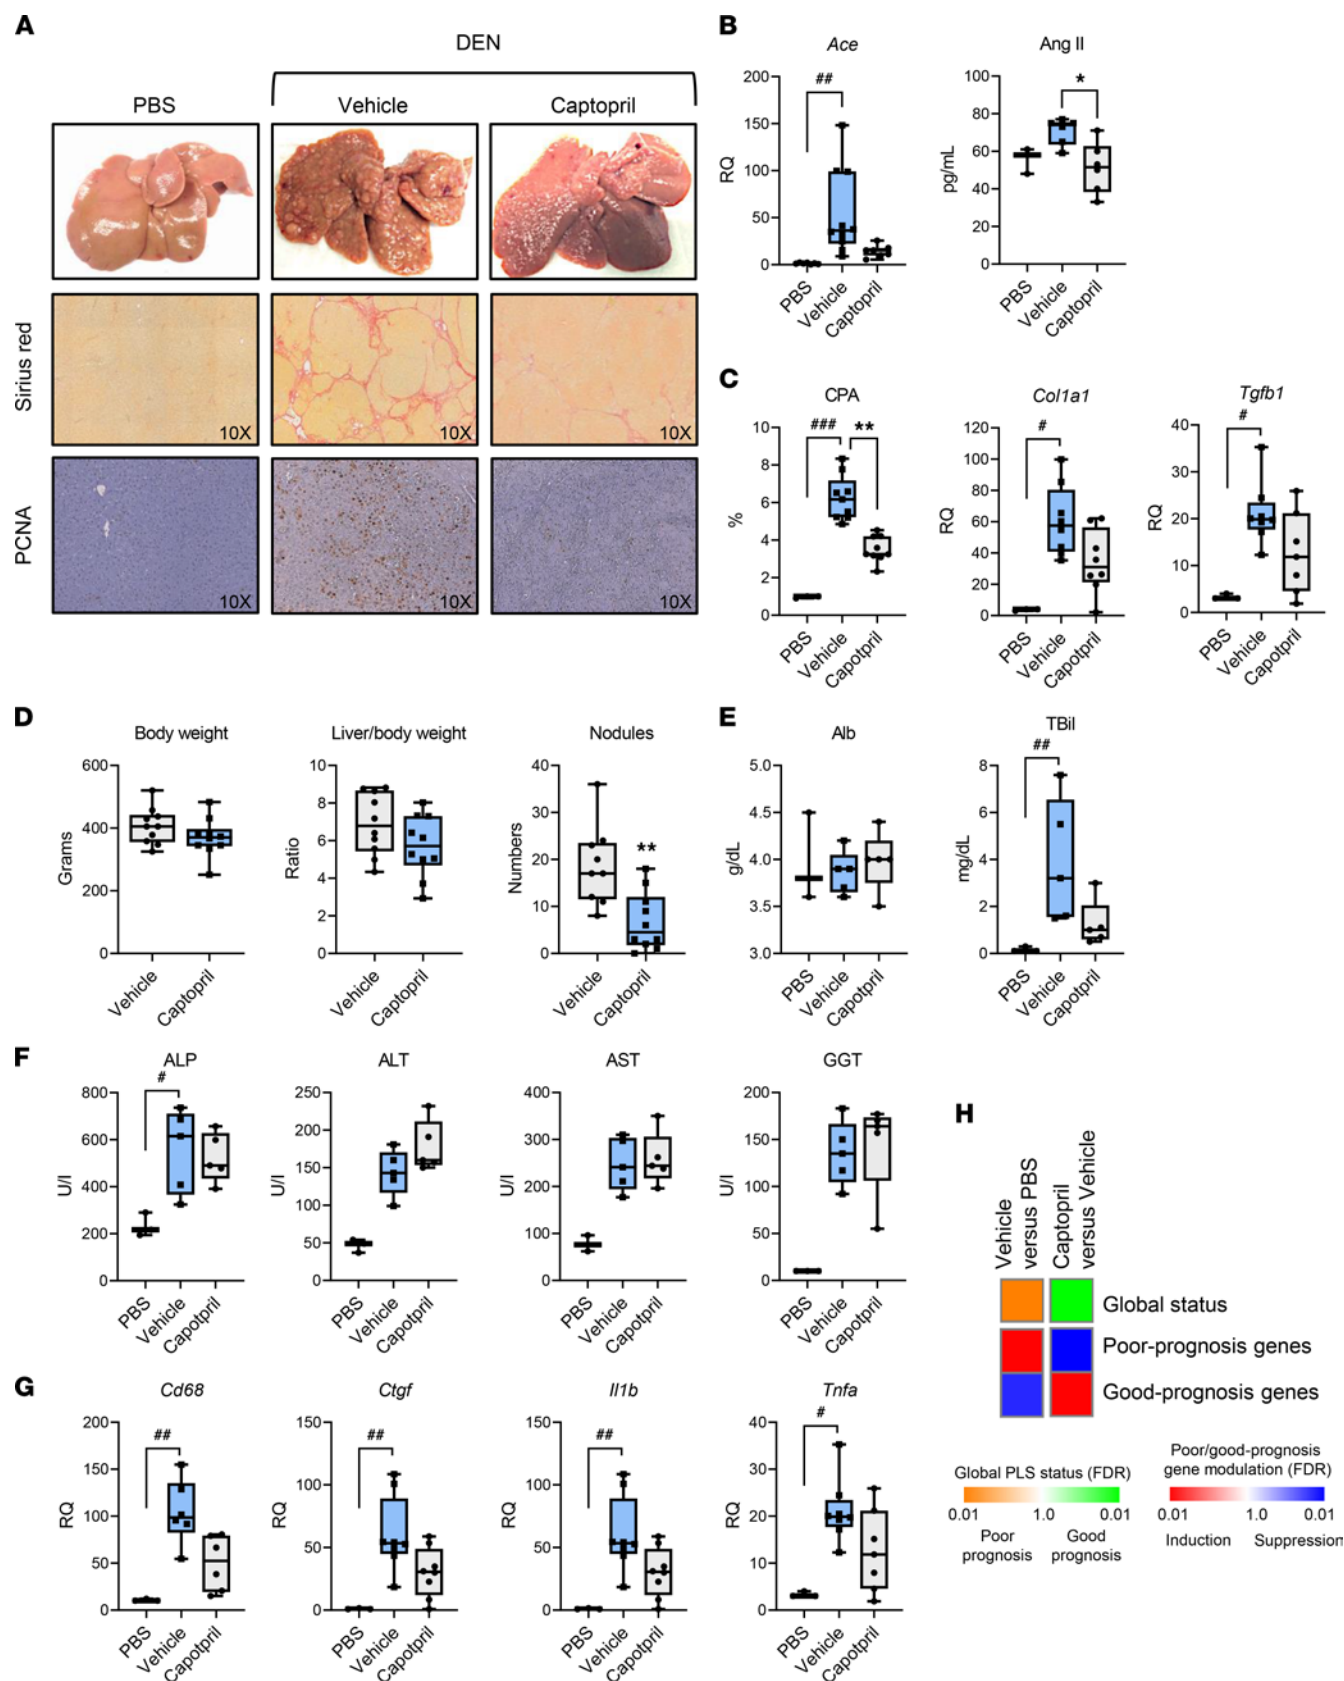 A
DEN
PBS
Vehicle
Captopril
Sirius red
10X
10X
10X
PCNA
10X
10X
10X
B
Ace
RQ
200
150
100
50
0
##
PBS
Vehicle
Captopril
Ang II
pg/mL
100
80
60
40
20
0
*
PBS
Vehicle
Captopril
C
CPA
%
10
8
6
4
2
0
###
**
PBS
Vehicle
Capotpril
Col1a1
RQ
120
100
80
60
40
20
0
#
PBS
Vehicle
Capotpril
Tgfb1
RQ
40
30
20
10
0
#
PBS
Vehicle
Capotpril
D
Body weight
Grams
600
400
200
0
Vehicle
Captopril
Liver/body weight
Ratio
10
8
6
4
2
0
Vehicle
Captopril
Nodules
Numbers
40
30
20
10
0
**
Vehicle
Captopril
E
Alb
g/dL
5.0
4.5
4.0
3.5
3.0
PBS
Vehicle
Capotpril
TBil
mg/dL
8
6
4
2
0
##
PBS
Vehicle
Capotpril
F
ALP
U/l
800
600
400
200
0
#
PBS
Vehicle
Capotpril
ALT
U/l
250
200
150
100
50
0
PBS
Vehicle
Capotpril
AST
U/l
400
300
200
100
0
PBS
Vehicle
Capotpril
GGT
U/l
200
150
100
50
0
PBS
Vehicle
Capotpril
G
Cd68
RQ
200
150
100
50
0
##
PBS
Vehicle
Capotpril
Ctgf
RQ
150
100
50
0
##
PBS
Vehicle
Capotpril
Il1b
RQ
150
100
50
0
##
PBS
Vehicle
Capotpril
Tnfa
RQ
40
30
20
10
0
#
PBS
Vehicle
Capotpril
H
Vehicle
versus PBS
Captopril
versus Vehicle
Global status
Poor-prognosis genes
Good-prognosis genes
Global PLS status (FDR)
0.01 1.0 0.01
Poor
prognosis
Good
prognosis
Poor/good-prognosis
gene modulation (FDR)
0.01 1.0 0.01
Induction
Suppression